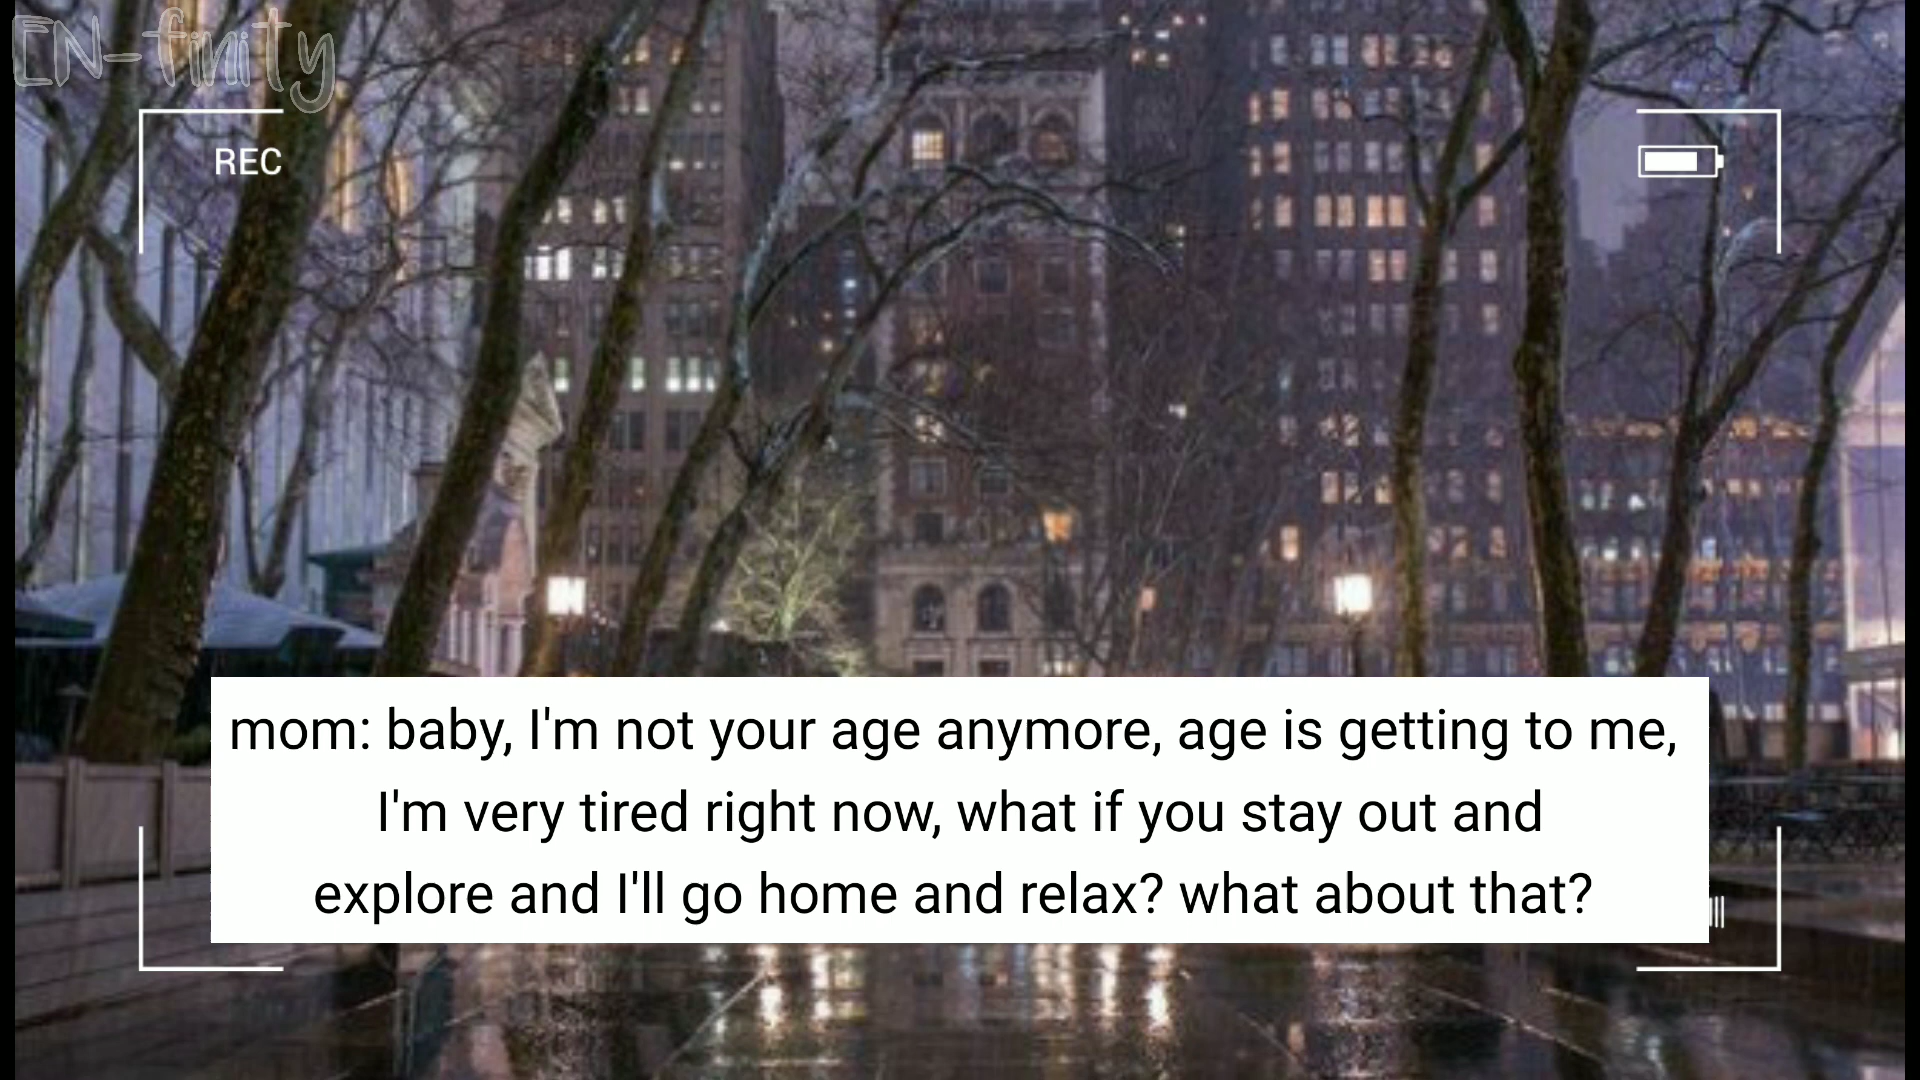 EN-finity
REC
mom: baby, I'm not your age anymore, age is getting to me,
I'm very tired right now, what if you stay out and
explore and I'll go home and relax? what about that?